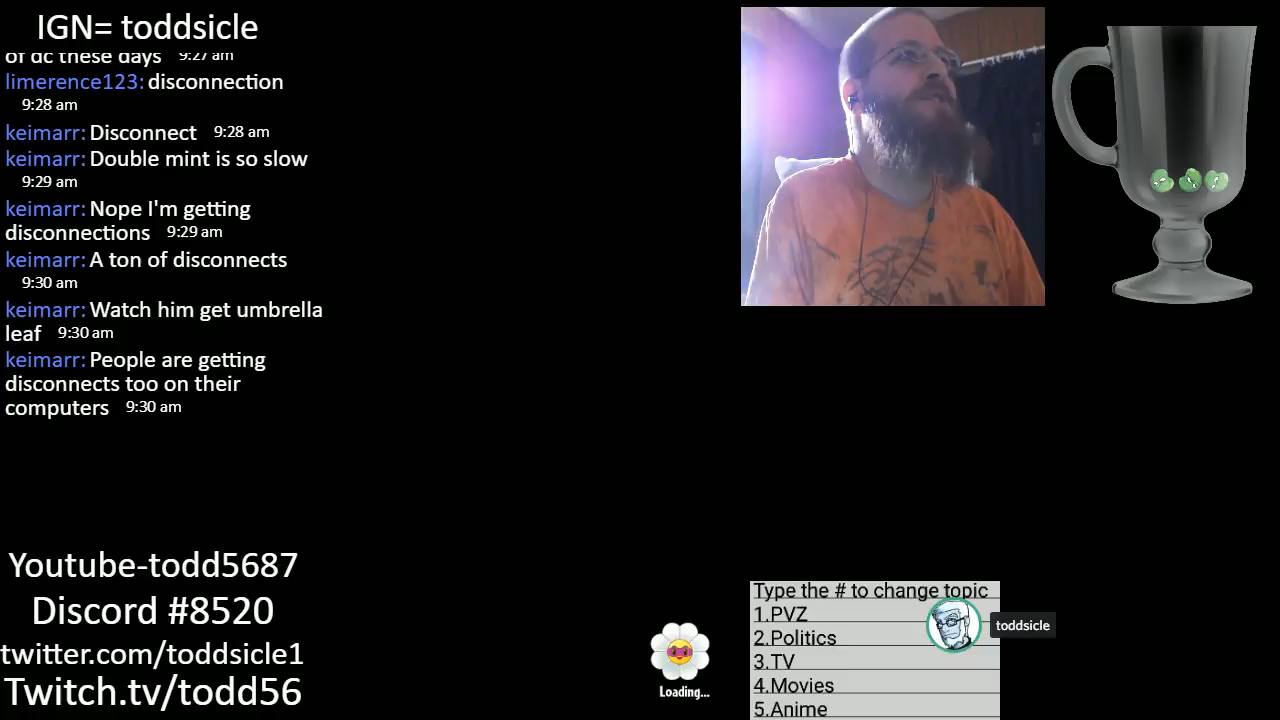 IGN= toddsicle
of dc these days 9:27 am
limerence123: disconnection
9:28 am
keimarr: Disconnect 9:28 am
keimarr: Double mint is so slow
9:29 am
keimarr: Nope I'm getting
disconnections 9:29 am
keimarr: A ton of disconnects
9:30 am
keimarr: Watch him get umbrella
leaf 9:30 am
keimarr: People are getting
disconnects too on their
computers 9:30 am
Youtube-todd5687
Discord #8520
twitter.com/toddsicle1
Twitch.tv/todd56
Loading...
Type the # to change topic
1.PVZ
2.Politics
3.TV
4.Movies
5.Anime
toddsicle